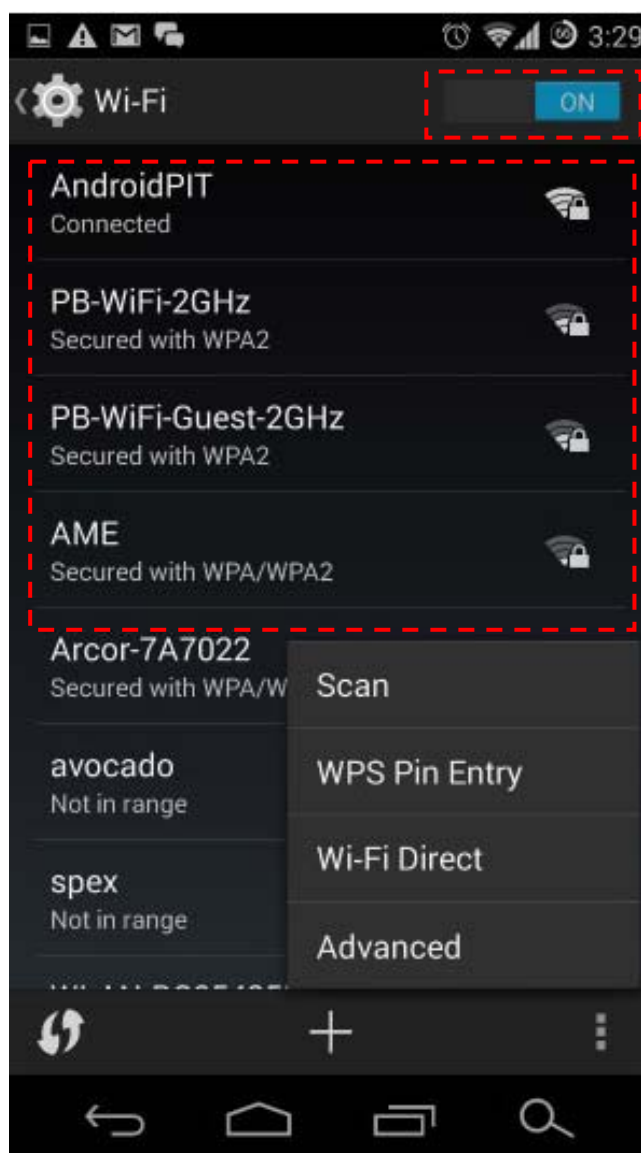 3:29
Wi-Fi
ON
AndroidPIT
Connected
PB-WiFi-2GHz
Secured with WPA2
PB-WiFi-Guest-2GHz
Secured with WPA2
AME
Secured with WPA/WPA2
Arcor-7A7022
Secured with WPA/W
Scan
avocado
Not in range
WPS Pin Entry
Wi-Fi Direct
spex
Not in range
Advanced